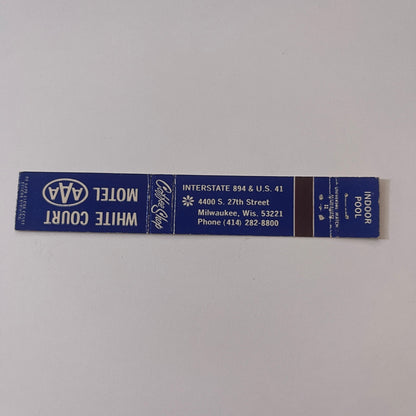 WHITE COURT
MOTEL
AAA
Coffee Shop
INTERSTATE 894 & U.S. 41
4400 S. 27th Street
Milwaukee, Wis. 53221
Phone (414) 282-8800
INDOOR
POOL